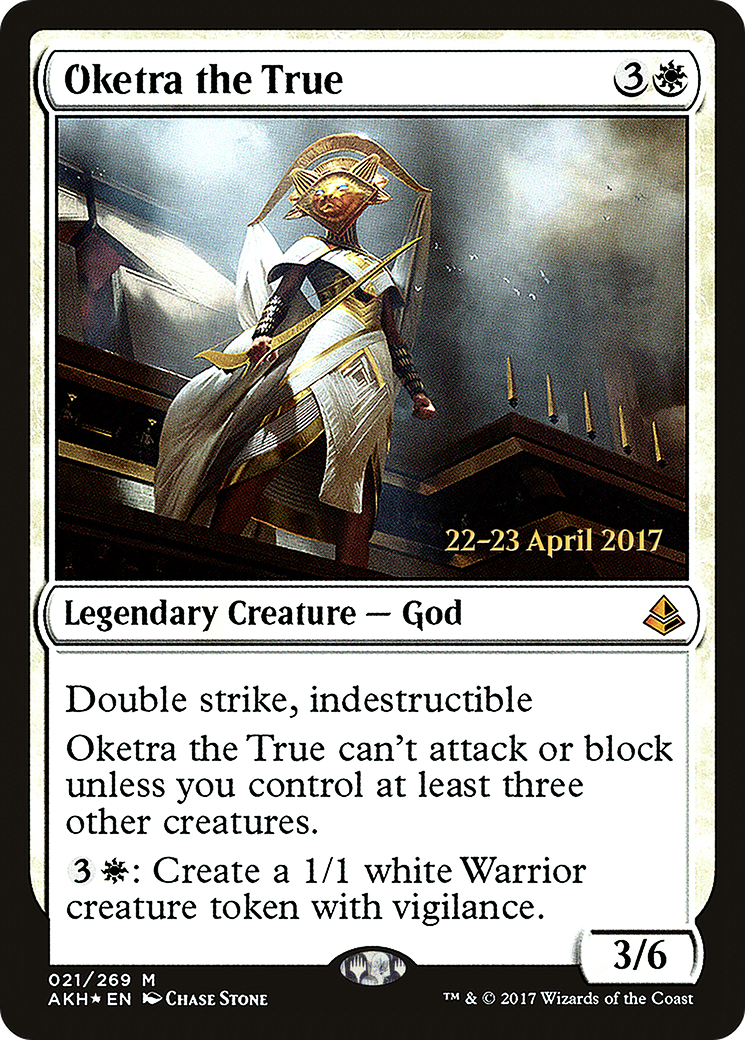 Oketra the True 3
22–23 April 2017
Legendary Creature — God
Double strike, indestructible
Oketra the True can't attack or block
unless you control at least three
other creatures.
3 : Create a 1/1 white Warrior
creature token with vigilance.
3/6
021/269 M
AKH★EN Chase Stone
™ & © 2017 Wizards of the Coast